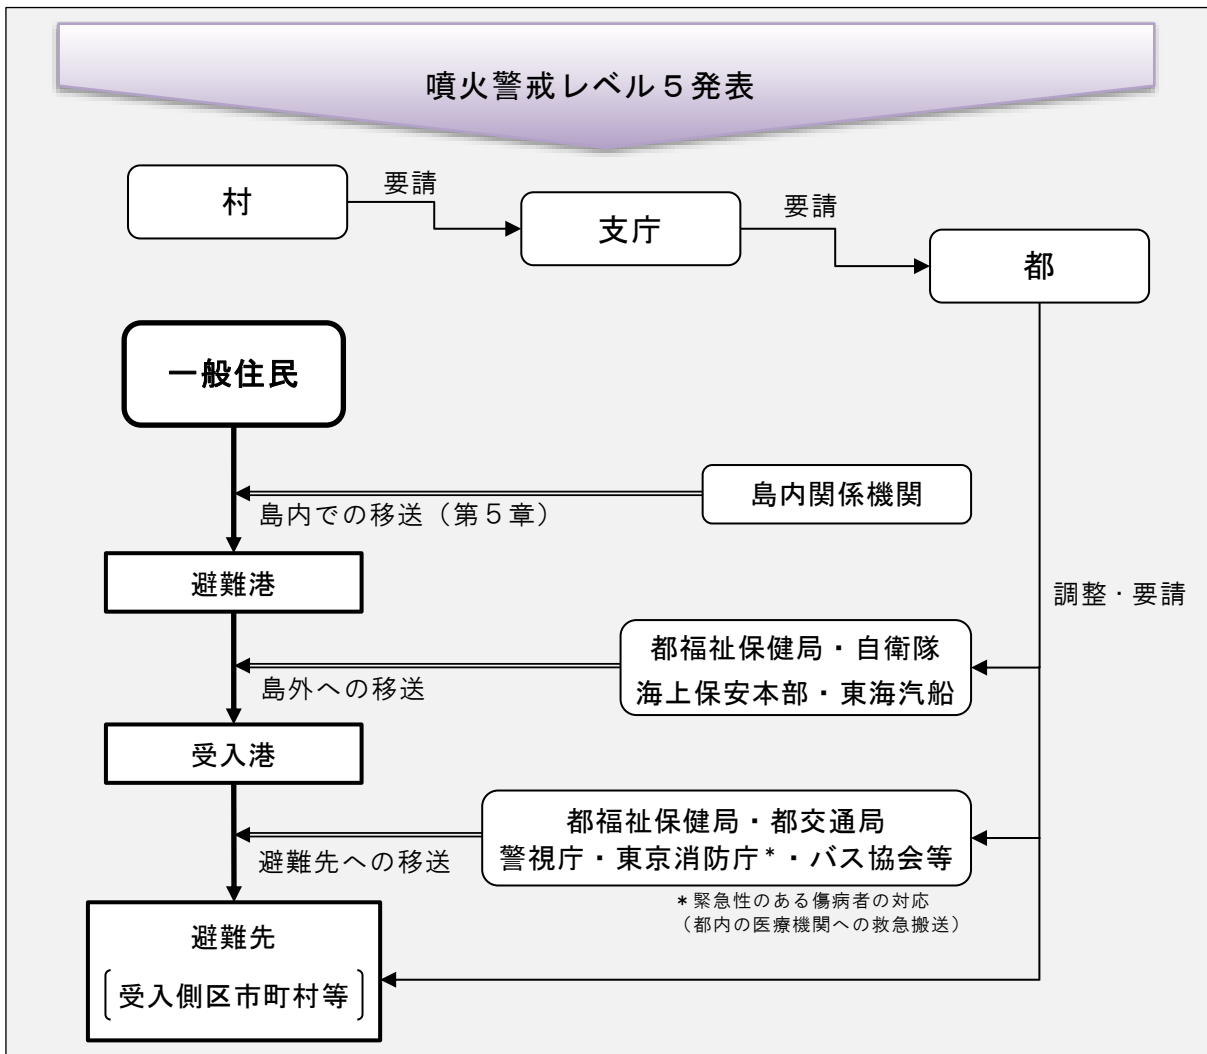 噴火警戒レベル５発表
村
要請
支庁
要請
都
一般住民
島内関係機関
島内での移送（第５章）
避難港
調整・要請
都福祉保健局・自衛隊
海上保安本部・東海汽船
島外への移送
受入港
都福祉保健局・都交通局
警視庁・東京消防庁*・バス協会等
避難先への移送
*緊急性のある傷病者の対応
（都内の医療機関への救急搬送）
避難先
〔受入側区市町村等〕